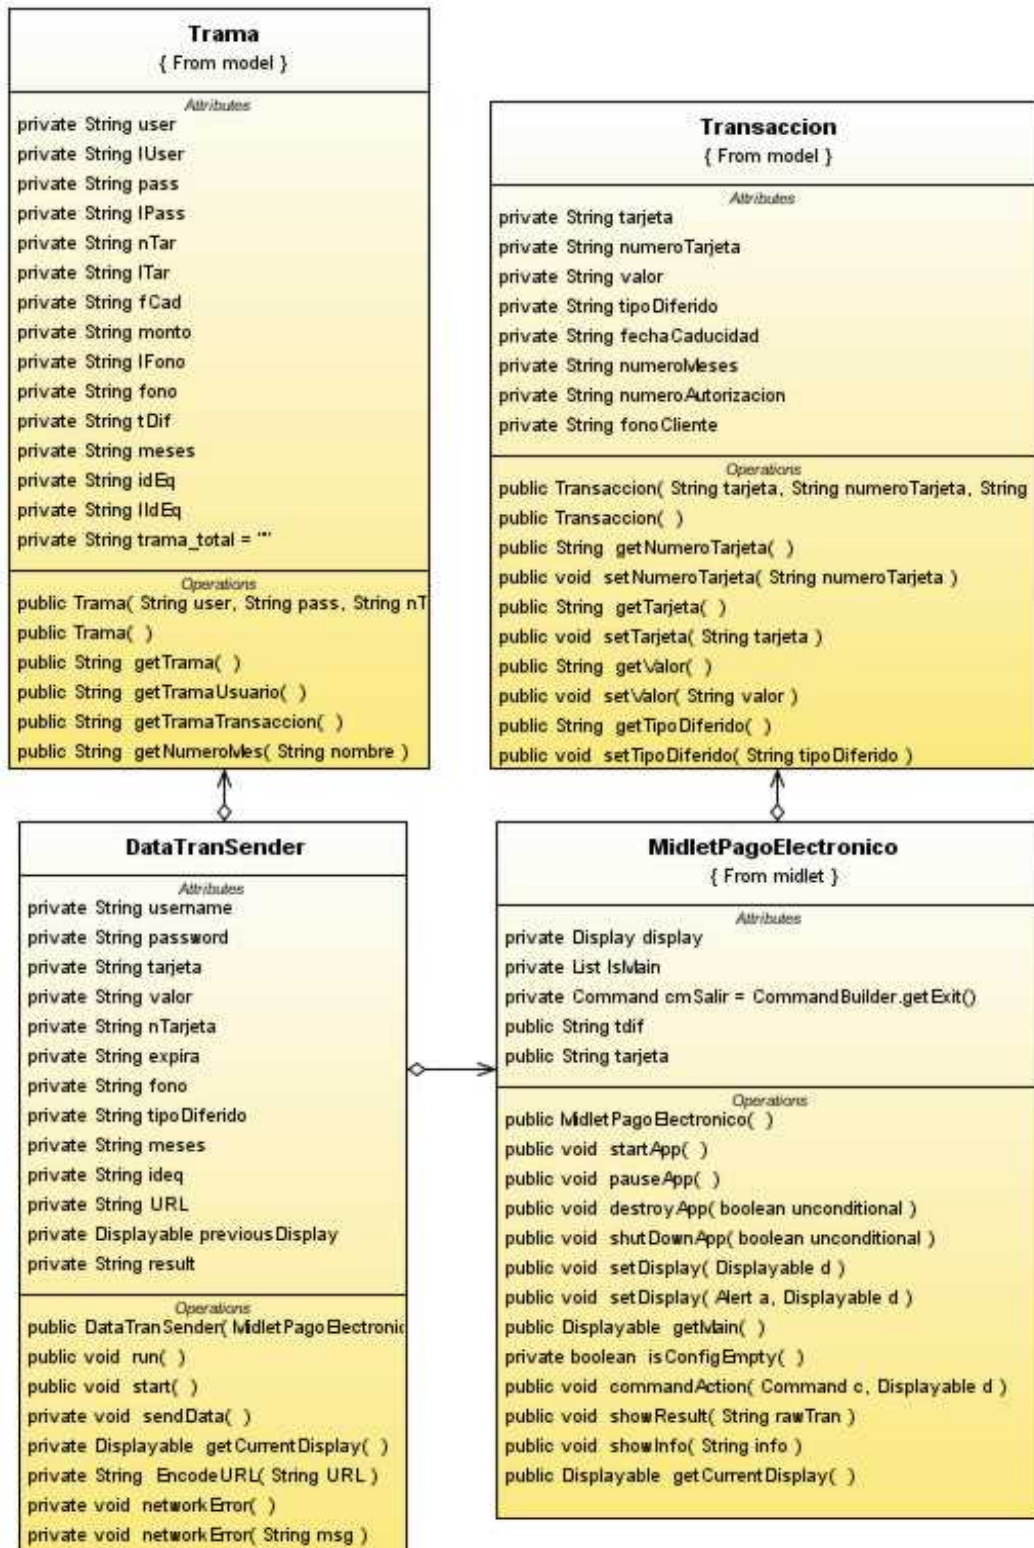 Trama
{ From model }
Attributes
private String user
private String lUser
private String pass
private String lPass
private String nTar
private String lTar
private String fCad
private String monto
private String lFono
private String fono
private String tDif
private String meses
private String idEq
private String lIdEq
private String trama_total = ""
Operations
public Trama( String user, String pass, String nT
public Trama( )
public String getTrama( )
public String getTramaUsuario( )
public String getTramaTransaccion( )
public String getNumeroMes( String nombre )
Transaccion
{ From model }
Attributes
private String tarjeta
private String numeroTarjeta
private String valor
private String tipoDiferido
private String fechaCaducidad
private String numeroMeses
private String numeroAutorizacion
private String fonoCliente
Operations
public Transaccion( String tarjeta, String numeroTarjeta, String
public Transaccion( )
public String getNumeroTarjeta( )
public void setNumeroTarjeta( String numeroTarjeta )
public String getTarjeta( )
public void setTarjeta( String tarjeta )
public String getValor( )
public void setValor( String valor )
public String getTipoDiferido( )
public void setTipoDiferido( String tipoDiferido )
DataTranSender
Attributes
private String username
private String password
private String tarjeta
private String valor
private String nTarjeta
private String expira
private String fono
private String tipoDiferido
private String meses
private String ideq
private String URL
private Displayable previousDisplay
private String result
Operations
public DataTranSender( MidletPagoElectronic
public void run( )
public void start( )
private void sendData( )
private Displayable getCurrentDisplay( )
private String EncodeURL( String URL )
private void networkError( )
private void networkError( String msg )
MidletPagoElectronico
{ From midlet }
Attributes
private Display display
private List lsMain
private Command cmSalir = CommandBuilder.getExit()
public String tdif
public String tarjeta
Operations
public MidletPagoElectronico( )
public void startApp( )
public void pauseApp( )
public void destroyApp( boolean unconditional )
public void shutDownApp( boolean unconditional )
public void setDisplay( Displayable d )
public void setDisplay( Alert a, Displayable d )
public Displayable getMain( )
private boolean isConfigEmpty( )
public void commandAction( Command c, Displayable d )
public void showResult( String rawTran )
public void showInfo( String info )
public Displayable getCurrentDisplay( )